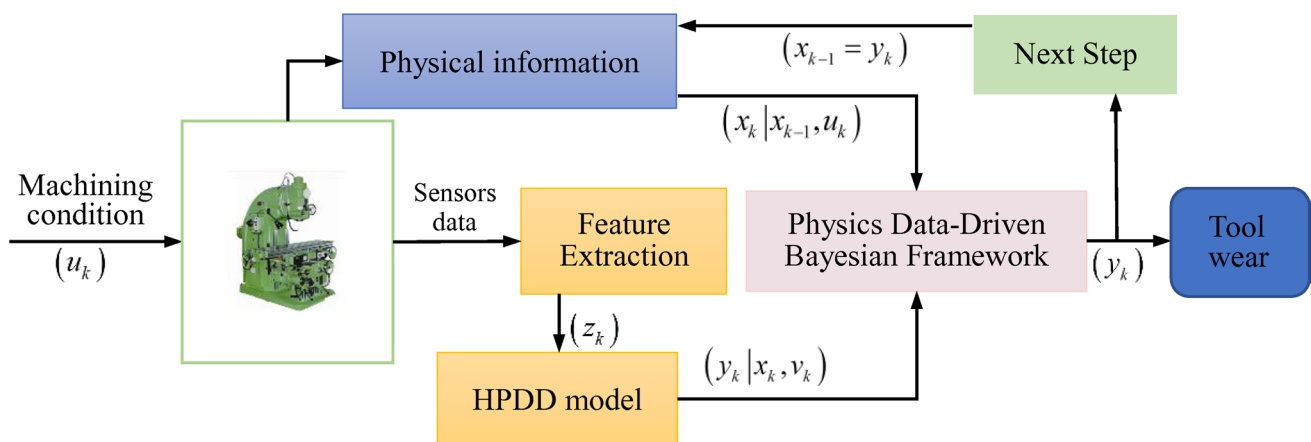 Physical information
(x_{k-1} = y_k)
Next Step
(x_k | x_{k-1}, u_k)
Machining
condition
(u_k)
Sensors
data
Feature
Extraction
Physics Data-Driven
Bayesian Framework
(y_k)
Tool
wear
(z_k)
HPDD model
(y_k | x_k, v_k)